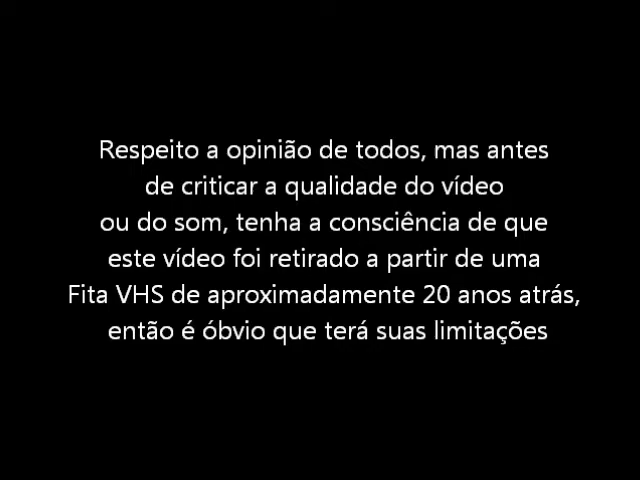 Respeito a opinião de todos, mas antes
de criticar a qualidade do vídeo
ou do som, tenha a consciência de que
este vídeo foi retirado a partir de uma
Fita VHS de aproximadamente 20 anos atrás,
então é óbvio que terá suas limitações